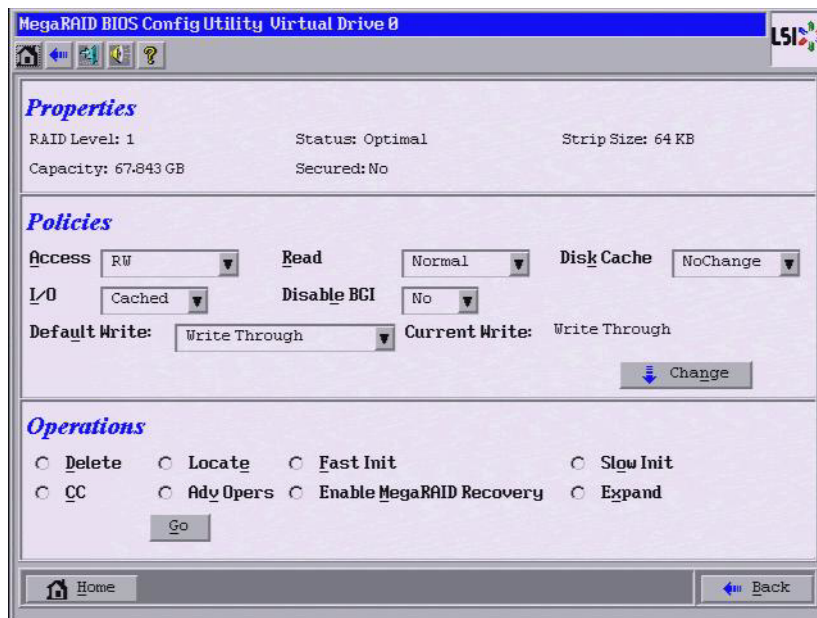 MegaRAID BIOS Config Utility Virtual Drive 0
LSI
Properties
RAID Level: 1 Status: Optimal Strip Size: 64 KB
Capacity: 67.843 GB Secured: No
Policies
Access RW Read Normal Disk Cache NoChange
I/O Cached Disable BGI No
Default Write: Write Through Current Write: Write Through
Change
Operations
Delete Locate Fast Init Slow Init
CC Adv Opers Enable MegaRAID Recovery Expand
Go
Home Back